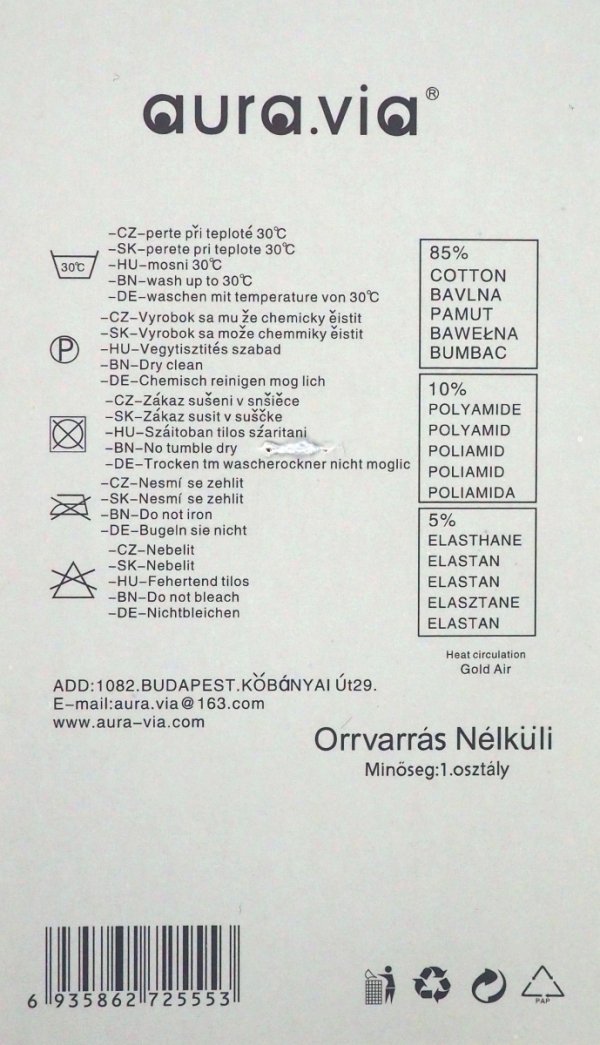 aura.via®
–CZ–perte při teploté 30℃
–SK–perete pri teplote 30℃
–HU–mosni 30℃
–BN–wash up to 30℃
–DE–waschen mit temperature von 30℃
30℃
–CZ–Vyrobok sa mu že chemicky ěistit
–SK–Vyrobok sa može chemmiky ěistit
–HU–Vegytisztités szabad
–BN–Dry clean
–DE–Chemisch reinigen mog lich
P
–CZ–Zákaz sušeni v snšiěce
–SK–Zákaz susit v suščke
–HU–Száitoban tilos száritani
–BN–No tumble dry
–DE–Trocken tm wascherockner nicht moglic
–CZ–Nesmí se zehlit
–SK–Nesmí se zehlit
–BN–Do not iron
–DE–Bugeln sie nicht
–CZ–Nebelit
–SK–Nebelit
–HU–Fehertend tilos
–BN–Do not bleach
–DE–Nichtbleichen
85%
COTTON
BAVLNA
PAMUT
BAWEŁNA
BUMBAC
10%
POLYAMIDE
POLYAMID
POLIAMID
POLIAMID
POLIAMIDA
5%
ELASTHANE
ELASTAN
ELASTAN
ELASZTANE
ELASTAN
Heat circulation
Gold Air
ADD:1082.BUDAPEST.KŐBÁNYAI Út29.
E–mail:aura.via@163.com
www.aura–via.com
Orrvarrás Nélküli
Minőseg:1.osztály
6 935862 725553
PAP